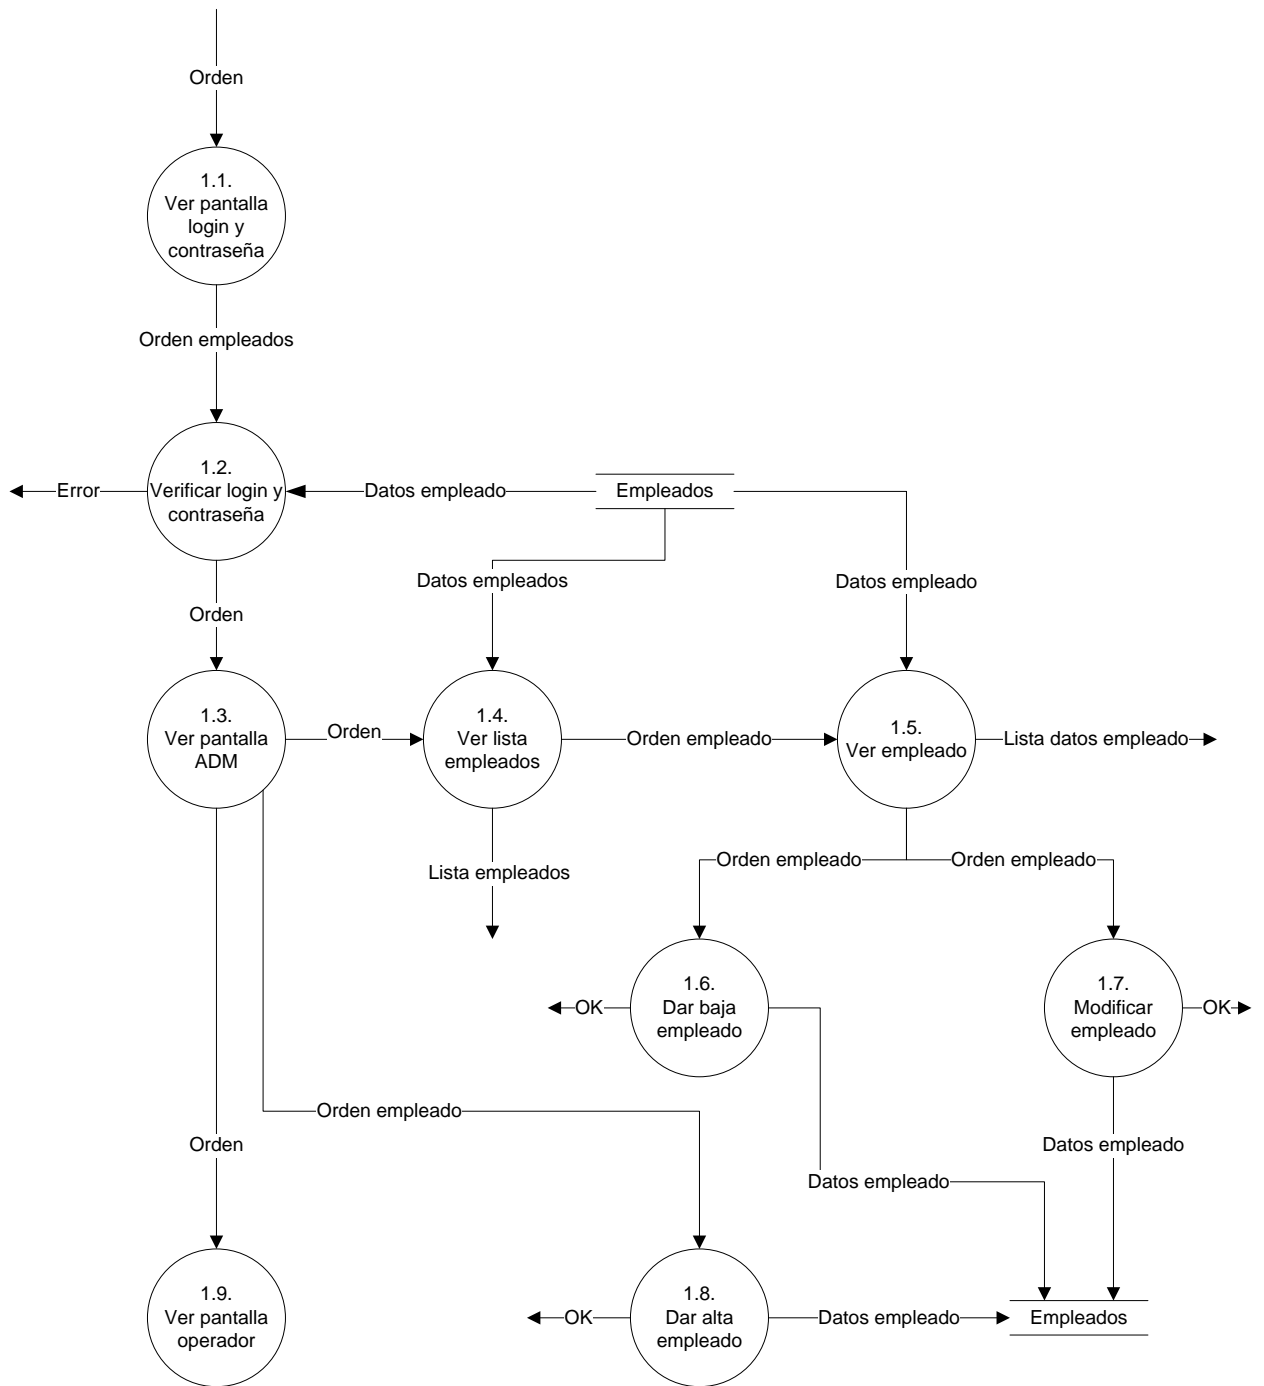 Orden
1.1.
Ver pantalla
login y
contraseña
Orden empleados
1.2.
Verificar login y
contraseña
Error
Datos empleado
Empleados
Datos empleados
Datos empleado
Orden
1.3.
Ver pantalla
ADM
Orden
1.4.
Ver lista
empleados
Orden empleado
1.5.
Ver empleado
Lista datos empleado
Lista empleados
Orden empleado
Orden empleado
OK
1.6.
Dar baja
empleado
1.7.
Modificar
empleado
OK
Orden empleado
Orden
Datos empleado
Datos empleado
1.9.
Ver pantalla
operador
OK
1.8.
Dar alta
empleado
Datos empleado
Empleados